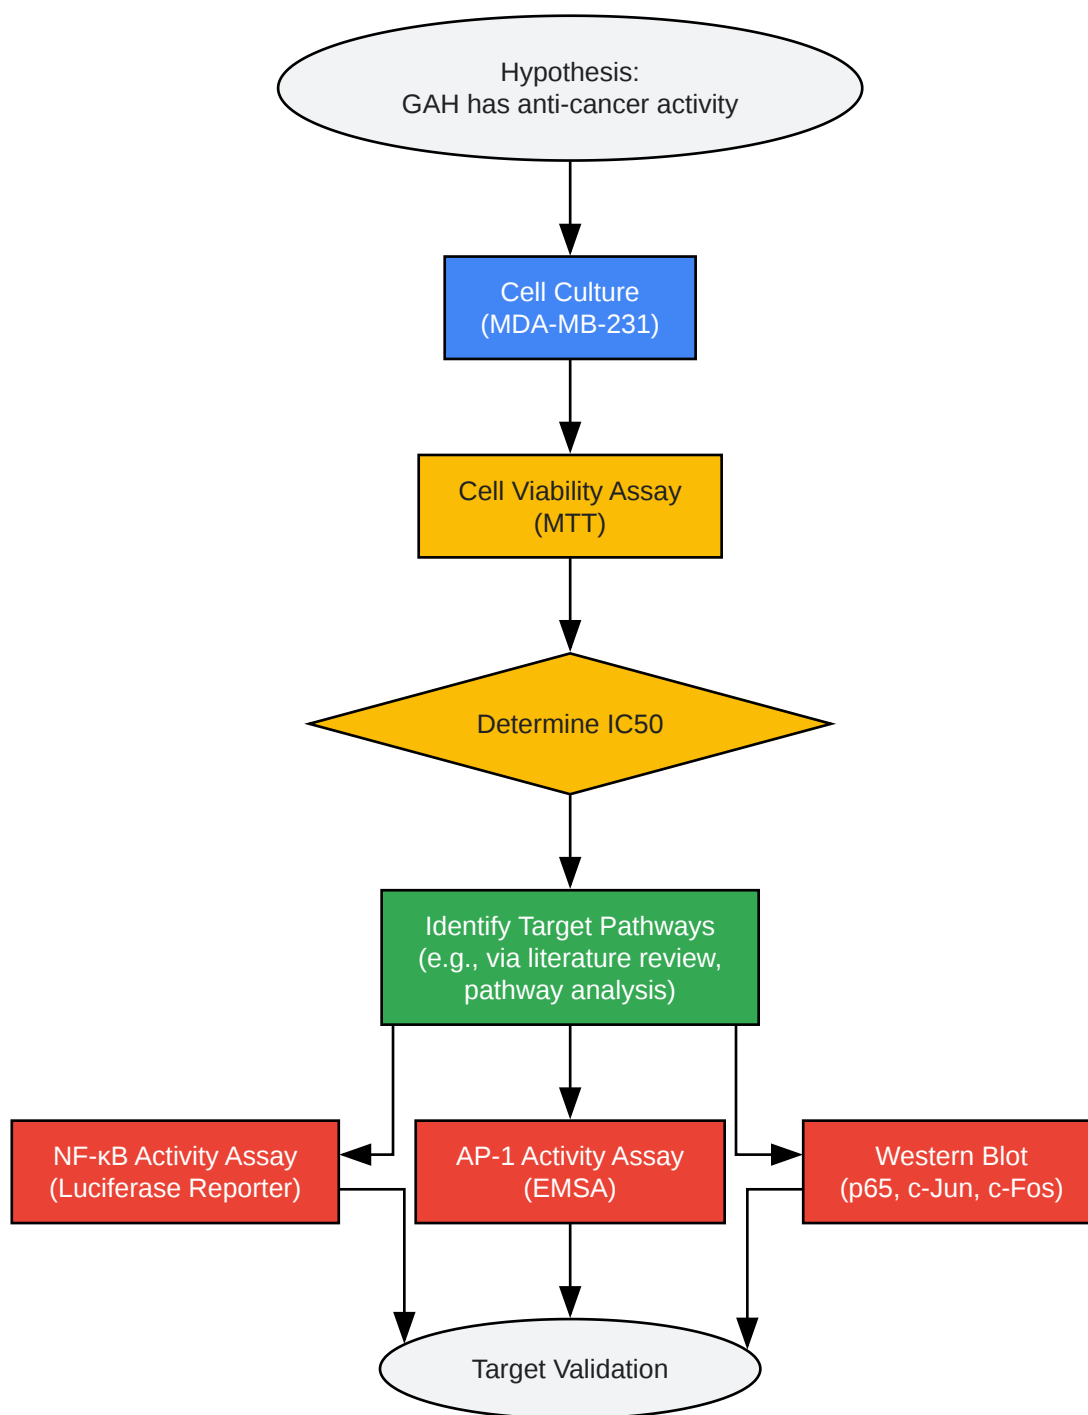 Hypothesis:
GAH has anti-cancer activity
Cell Culture
(MDA-MB-231)
Cell Viability Assay
(MTT)
Determine IC50
Identify Target Pathways
(e.g., via literature review,
pathway analysis)
NF-κB Activity Assay
(Luciferase Reporter)
AP-1 Activity Assay
(EMSA)
Western Blot
(p65, c-Jun, c-Fos)
Target Validation